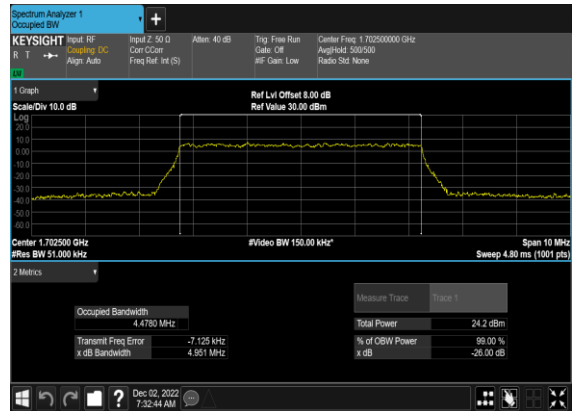 Spectrum Analyzer 1
Occupied BW
+
KEYSIGHT Input: RF Input Z: 50 Ω Atten: 40 dB Trig: Free Run Center Freq: 1.702500000 GHz
R T Coupling: DC Corr CCorr Gate: Off Avg|Hold: 500/500
Align: Auto Freq Ref: Int (S) #IF Gain: Low Radio Std: None
1 Graph
Ref Lvl Offset 8.00 dB
Scale/Div 10.0 dB Ref Value 30.00 dBm
Log
20.0
10.0
0.00
-10.0
-20.0
-30.0
-40.0
-50.0
-60.0
Center 1.702500 GHz #Video BW 150.00 kHz* Span 10 MHz
#Res BW 51.000 kHz Sweep 4.80 ms (1001 pts)
2 Metrics
Measure Trace Trace 1
Occupied Bandwidth
4.4780 MHz Total Power 24.2 dBm
Transmit Freq Error -7.125 kHz % of OBW Power 99.00 %
x dB Bandwidth 4.951 MHz x dB -26.00 dB
? Dec 02, 2022
7:32:44 AM